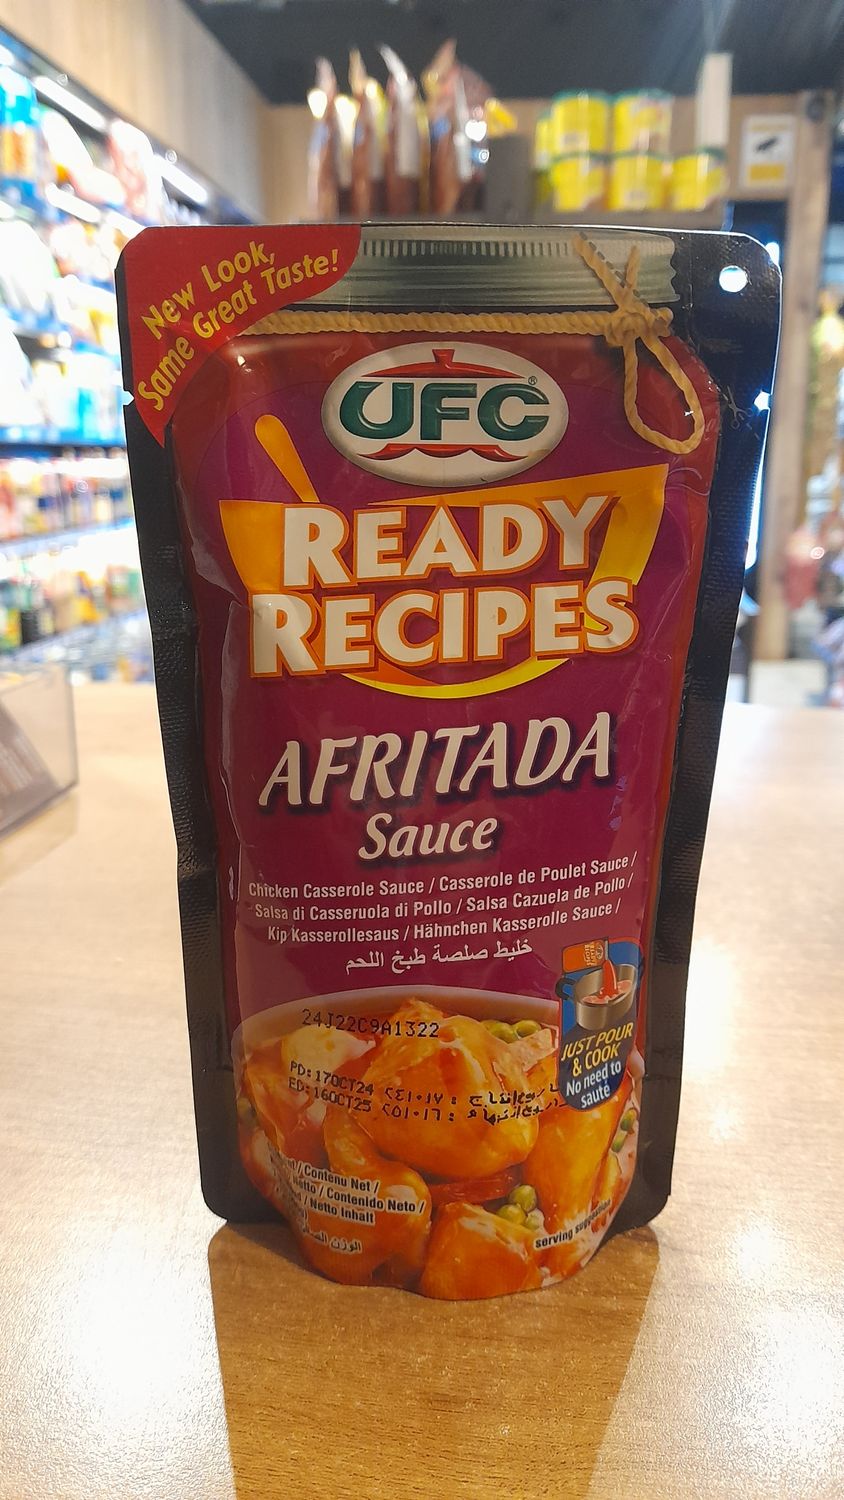 New Look,
Same Great Taste!
UFC®
READY
RECIPES
AFRITADA
Sauce
Chicken Casserole Sauce / Casserole de Poulet Sauce /
Salsa di Casseruola di Pollo / Salsa Cazuela de Pollo /
Kip Kasserollesaus / Hähnchen Kasserolle Sauce /
خليط صلصة طبخ اللحم
JUST POUR
& COOK
No need to
sauté
24J22C9A1322
PD: 17OCT24
ED: 16OCT25
/ Contenu Net /
Netto / Contenido Neto /
/ Netto Inhalt
الوزن
serving suggestion